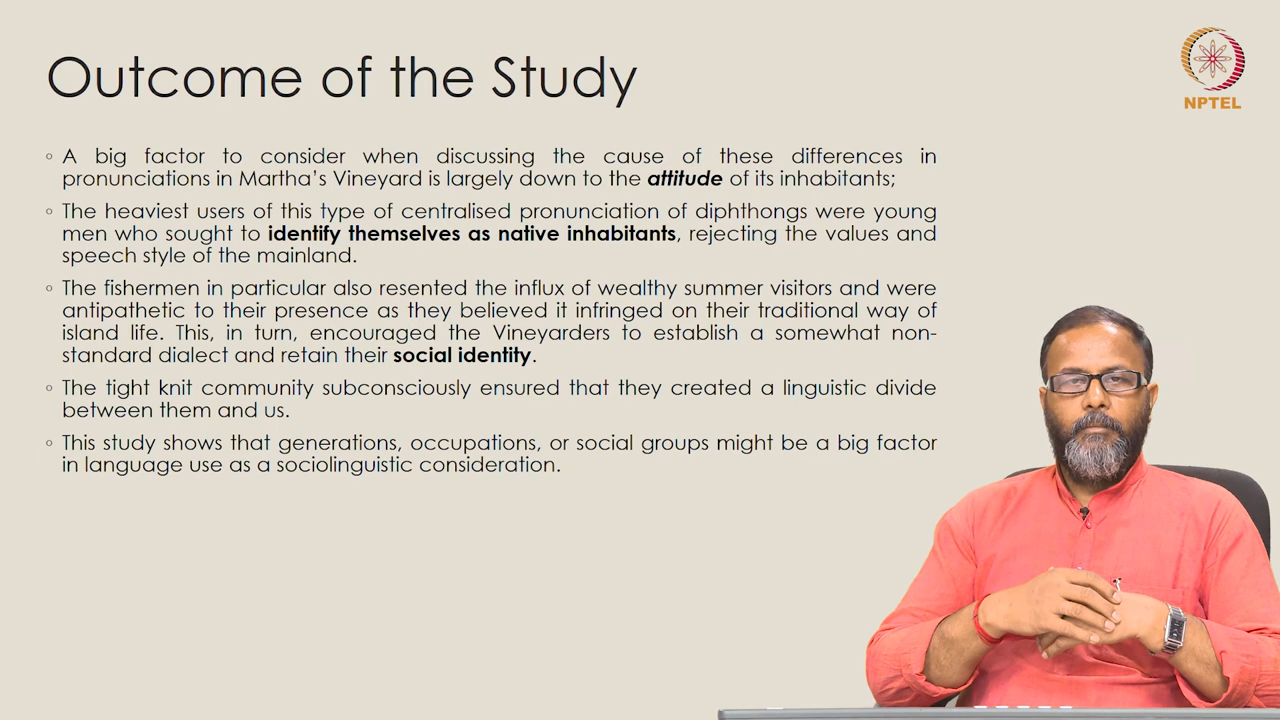 Outcome of the Study
NPTEL
◦ A big factor to consider when discussing the cause of these differences in
pronunciations in Martha's Vineyard is largely down to the attitude of its inhabitants;
◦ The heaviest users of this type of centralised pronunciation of diphthongs were young
men who sought to identify themselves as native inhabitants, rejecting the values and
speech style of the mainland.
◦ The fishermen in particular also resented the influx of wealthy summer visitors and were
antipathetic to their presence as they believed it infringed on their traditional way of
island life. This, in turn, encouraged the Vineyarders to establish a somewhat non-
standard dialect and retain their social identity.
◦ The tight knit community subconsciously ensured that they created a linguistic divide
between them and us.
◦ This study shows that generations, occupations, or social groups might be a big factor
in language use as a sociolinguistic consideration.